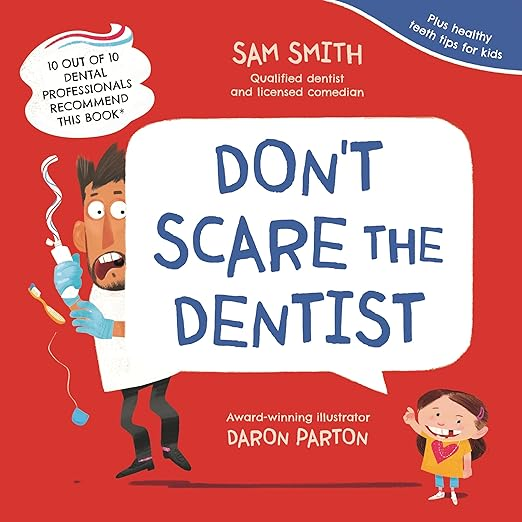 10 OUT OF 10
DENTAL
PROFESSIONALS
RECOMMEND
THIS BOOK*
SAM SMITH
Qualified dentist
and licensed comedian
Plus healthy
teeth tips for kids
DON'T
SCARE THE
DENTIST
Award-winning illustrator
DARON PARTON